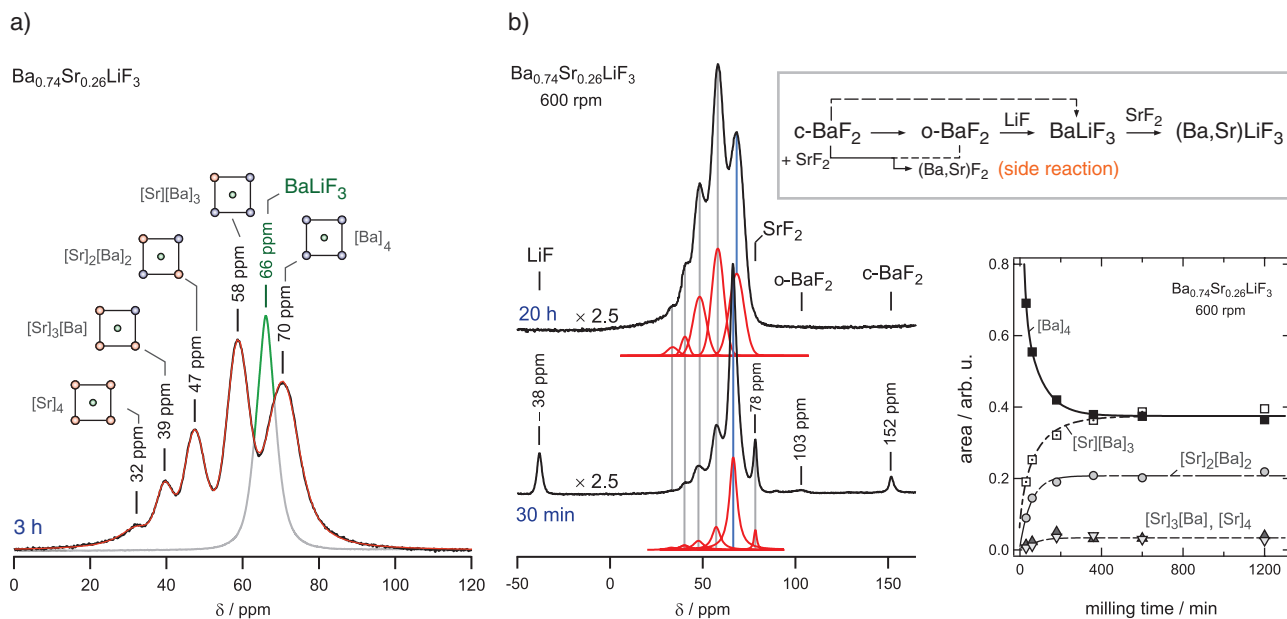 a)
Ba0.74Sr0.26LiF3
[Sr][Ba]3
BaLiF3
[Ba]4
[Sr]2[Ba]2
[Sr]3[Ba]
[Sr]4
32 ppm
39 ppm
47 ppm
58 ppm
66 ppm
70 ppm
3 h
0 20 40 60 80 100 120
δ / ppm
b)
Ba0.74Sr0.26LiF3
600 rpm
c-BaF2 o-BaF2 LiF BaLiF3 SrF2 (Ba,Sr)LiF3
+ SrF2
(Ba,Sr)F2 (side reaction)
LiF
SrF2
o-BaF2
c-BaF2
20 h
× 2.5
– 38 ppm
78 ppm
103 ppm
152 ppm
× 2.5
30 min
-50 0 50 100 150
δ / ppm
Ba0.74Sr0.26LiF3
600 rpm
[Ba]4
[Sr][Ba]3
[Sr]2[Ba]2
[Sr]3[Ba] , [Sr]4
0.8
0.6
0.4
0.2
0.0
area / arb. u.
0 200 400 600 800 1000 1200
milling time / min